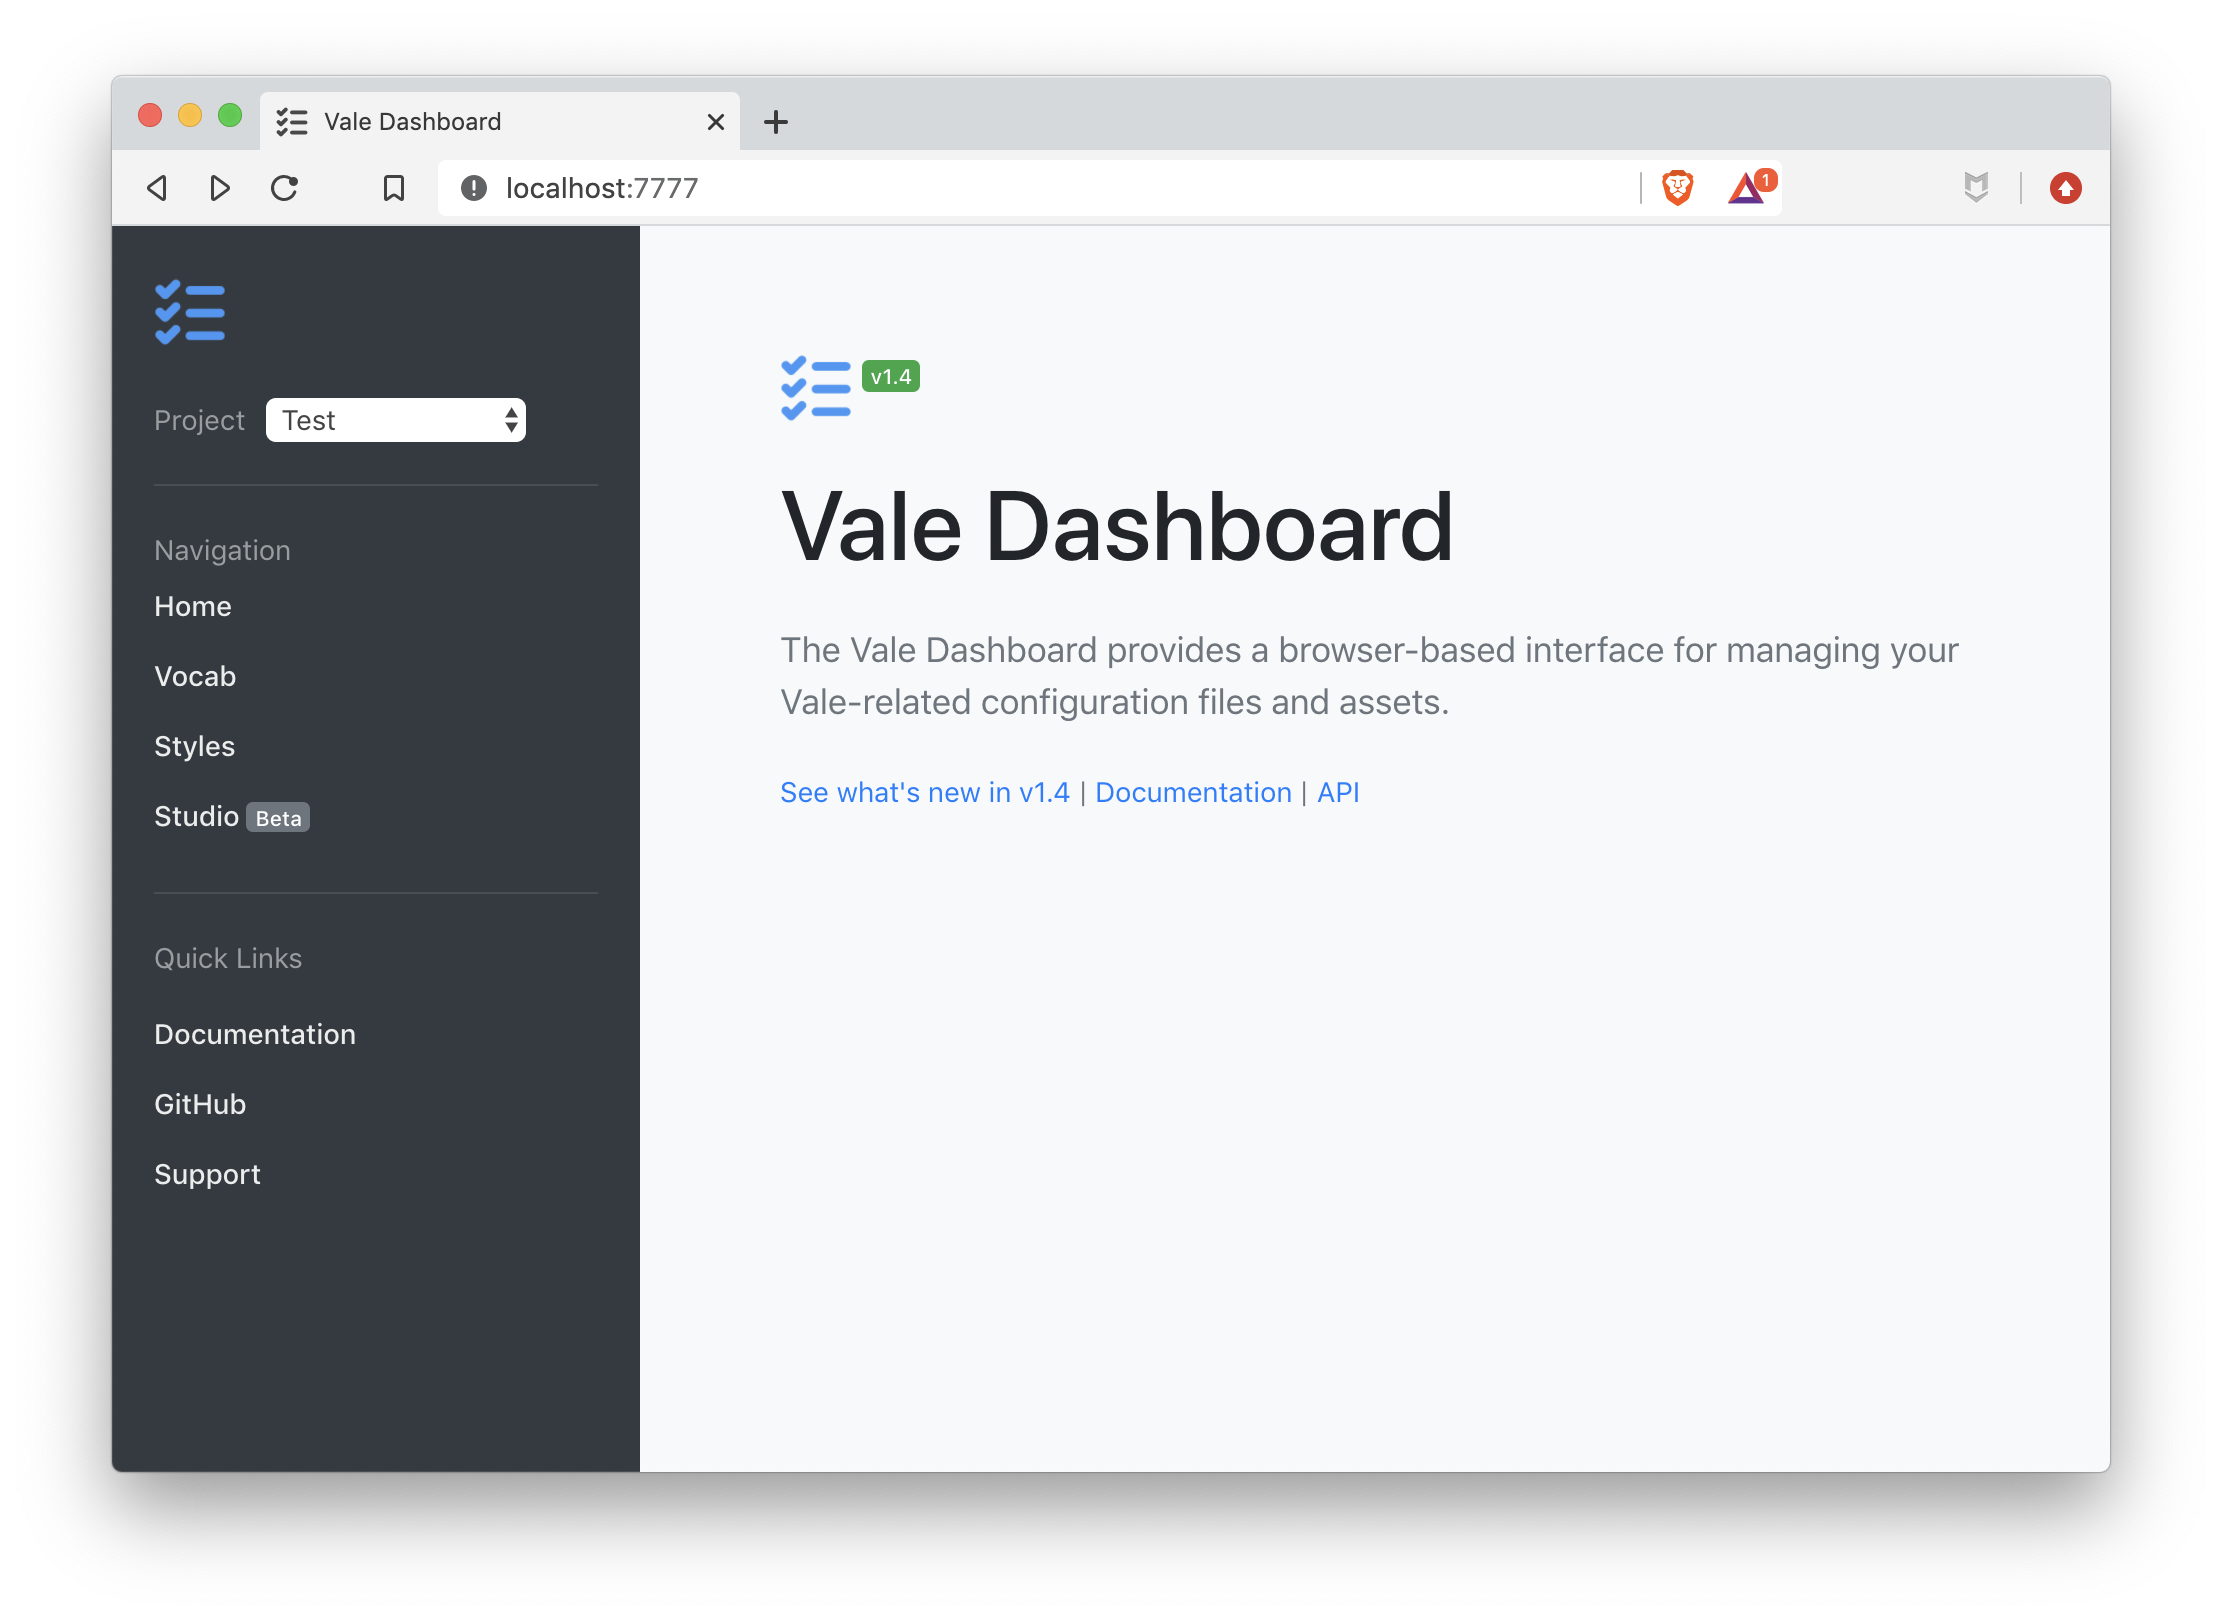 Vale Dashboard
localhost:7777
1
Project Test
Navigation
Home
Vocab
Styles
Studio Beta
Quick Links
Documentation
GitHub
Support
v1.4
Vale Dashboard
The Vale Dashboard provides a browser-based interface for managing your
Vale-related configuration files and assets.
See what's new in v1.4 | Documentation | API